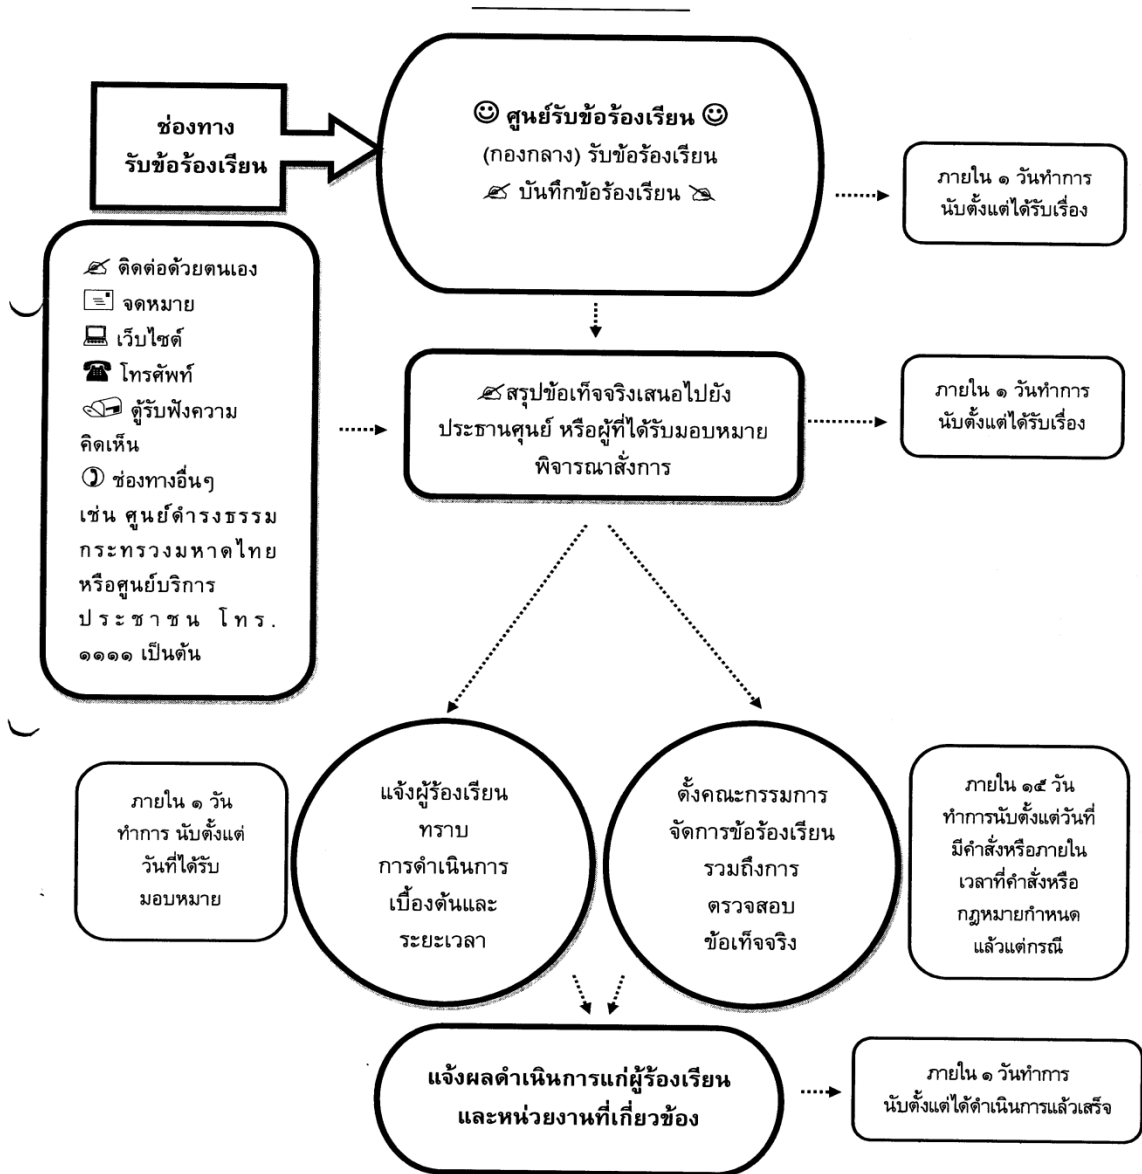 ช่องทาง
รับข้อร้องเรียน
☺ ศูนย์รับข้อร้องเรียน ☺
(กองกลาง) รับข้อร้องเรียน
✍ บันทึกข้อร้องเรียน ✍
ภายใน ๑ วันทำการ
นับตั้งแต่ได้รับเรื่อง
ติดต่อด้วยตนเอง
จดหมาย
เว็บไซต์
โทรศัพท์
ตู้รับฟังความ
คิดเห็น
ช่องทางอื่นๆ
เช่น ศูนย์ดำรงธรรม
กระทรวงมหาดไทย
หรือศูนย์บริการ
ประชาชน โทร.
๑๑๑๑ เป็นต้น
สรุปข้อเท็จจริงเสนอไปยัง
ประธานศูนย์ หรือผู้ที่ได้รับมอบหมาย
พิจารณาสั่งการ
ภายใน ๑ วันทำการ
นับตั้งแต่ได้รับเรื่อง
ภายใน ๑ วัน
ทำการ นับตั้งแต่
วันที่ได้รับ
มอบหมาย
แจ้งผู้ร้องเรียน
ทราบ
การดำเนินการ
เบื้องต้นและ
ระยะเวลา
ตั้งคณะกรรมการ
จัดการข้อร้องเรียน
รวมถึงการ
ตรวจสอบ
ข้อเท็จจริง
ภายใน ๑๕ วัน
ทำการนับตั้งแต่วันที่
มีคำสั่งหรือภายใน
เวลาที่คำสั่งหรือ
กฎหมายกำหนด
แล้วแต่กรณี
แจ้งผลดำเนินการแก่ผู้ร้องเรียน
และหน่วยงานที่เกี่ยวข้อง
ภายใน ๑ วันทำการ
นับตั้งแต่ได้ดำเนินการแล้วเสร็จ